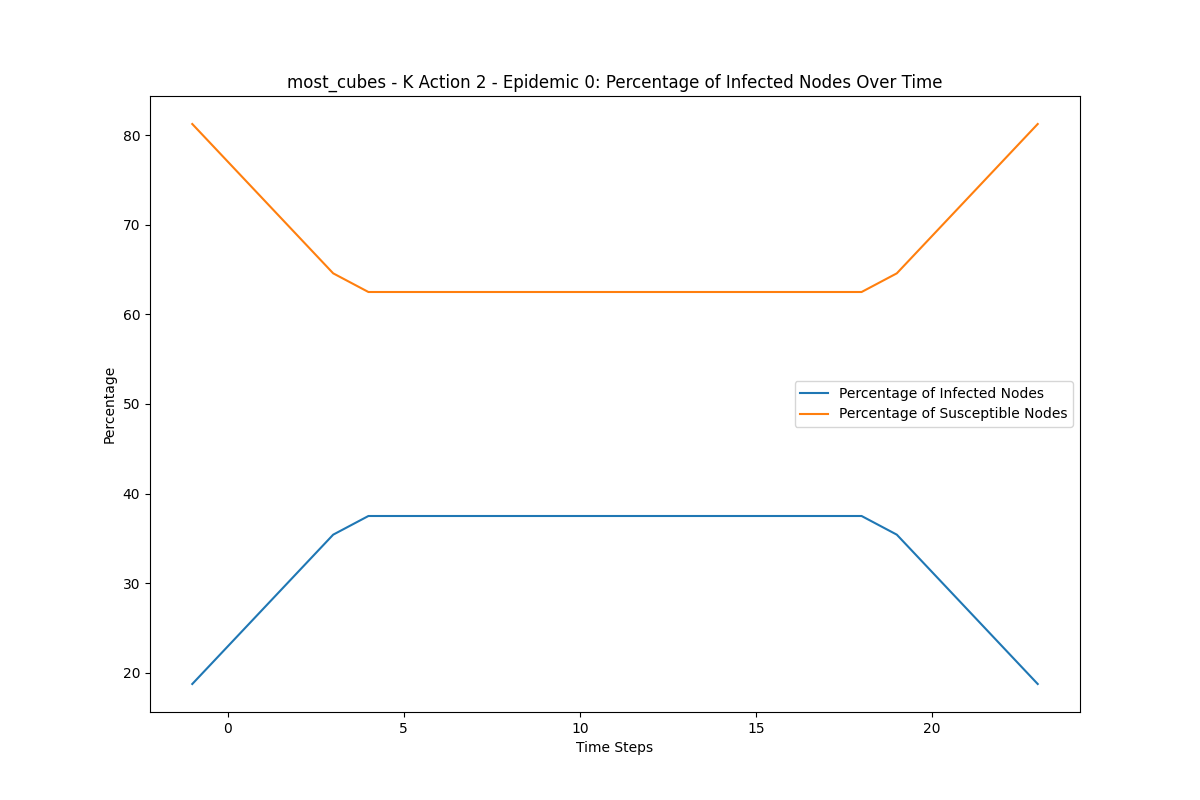 most_cubes - K Action 2 - Epidemic 0: Percentage of Infected Nodes Over Time
80
70
60
50
40
30
20
Percentage
Percentage of Infected Nodes
Percentage of Susceptible Nodes
0 5 10 15 20
Time Steps